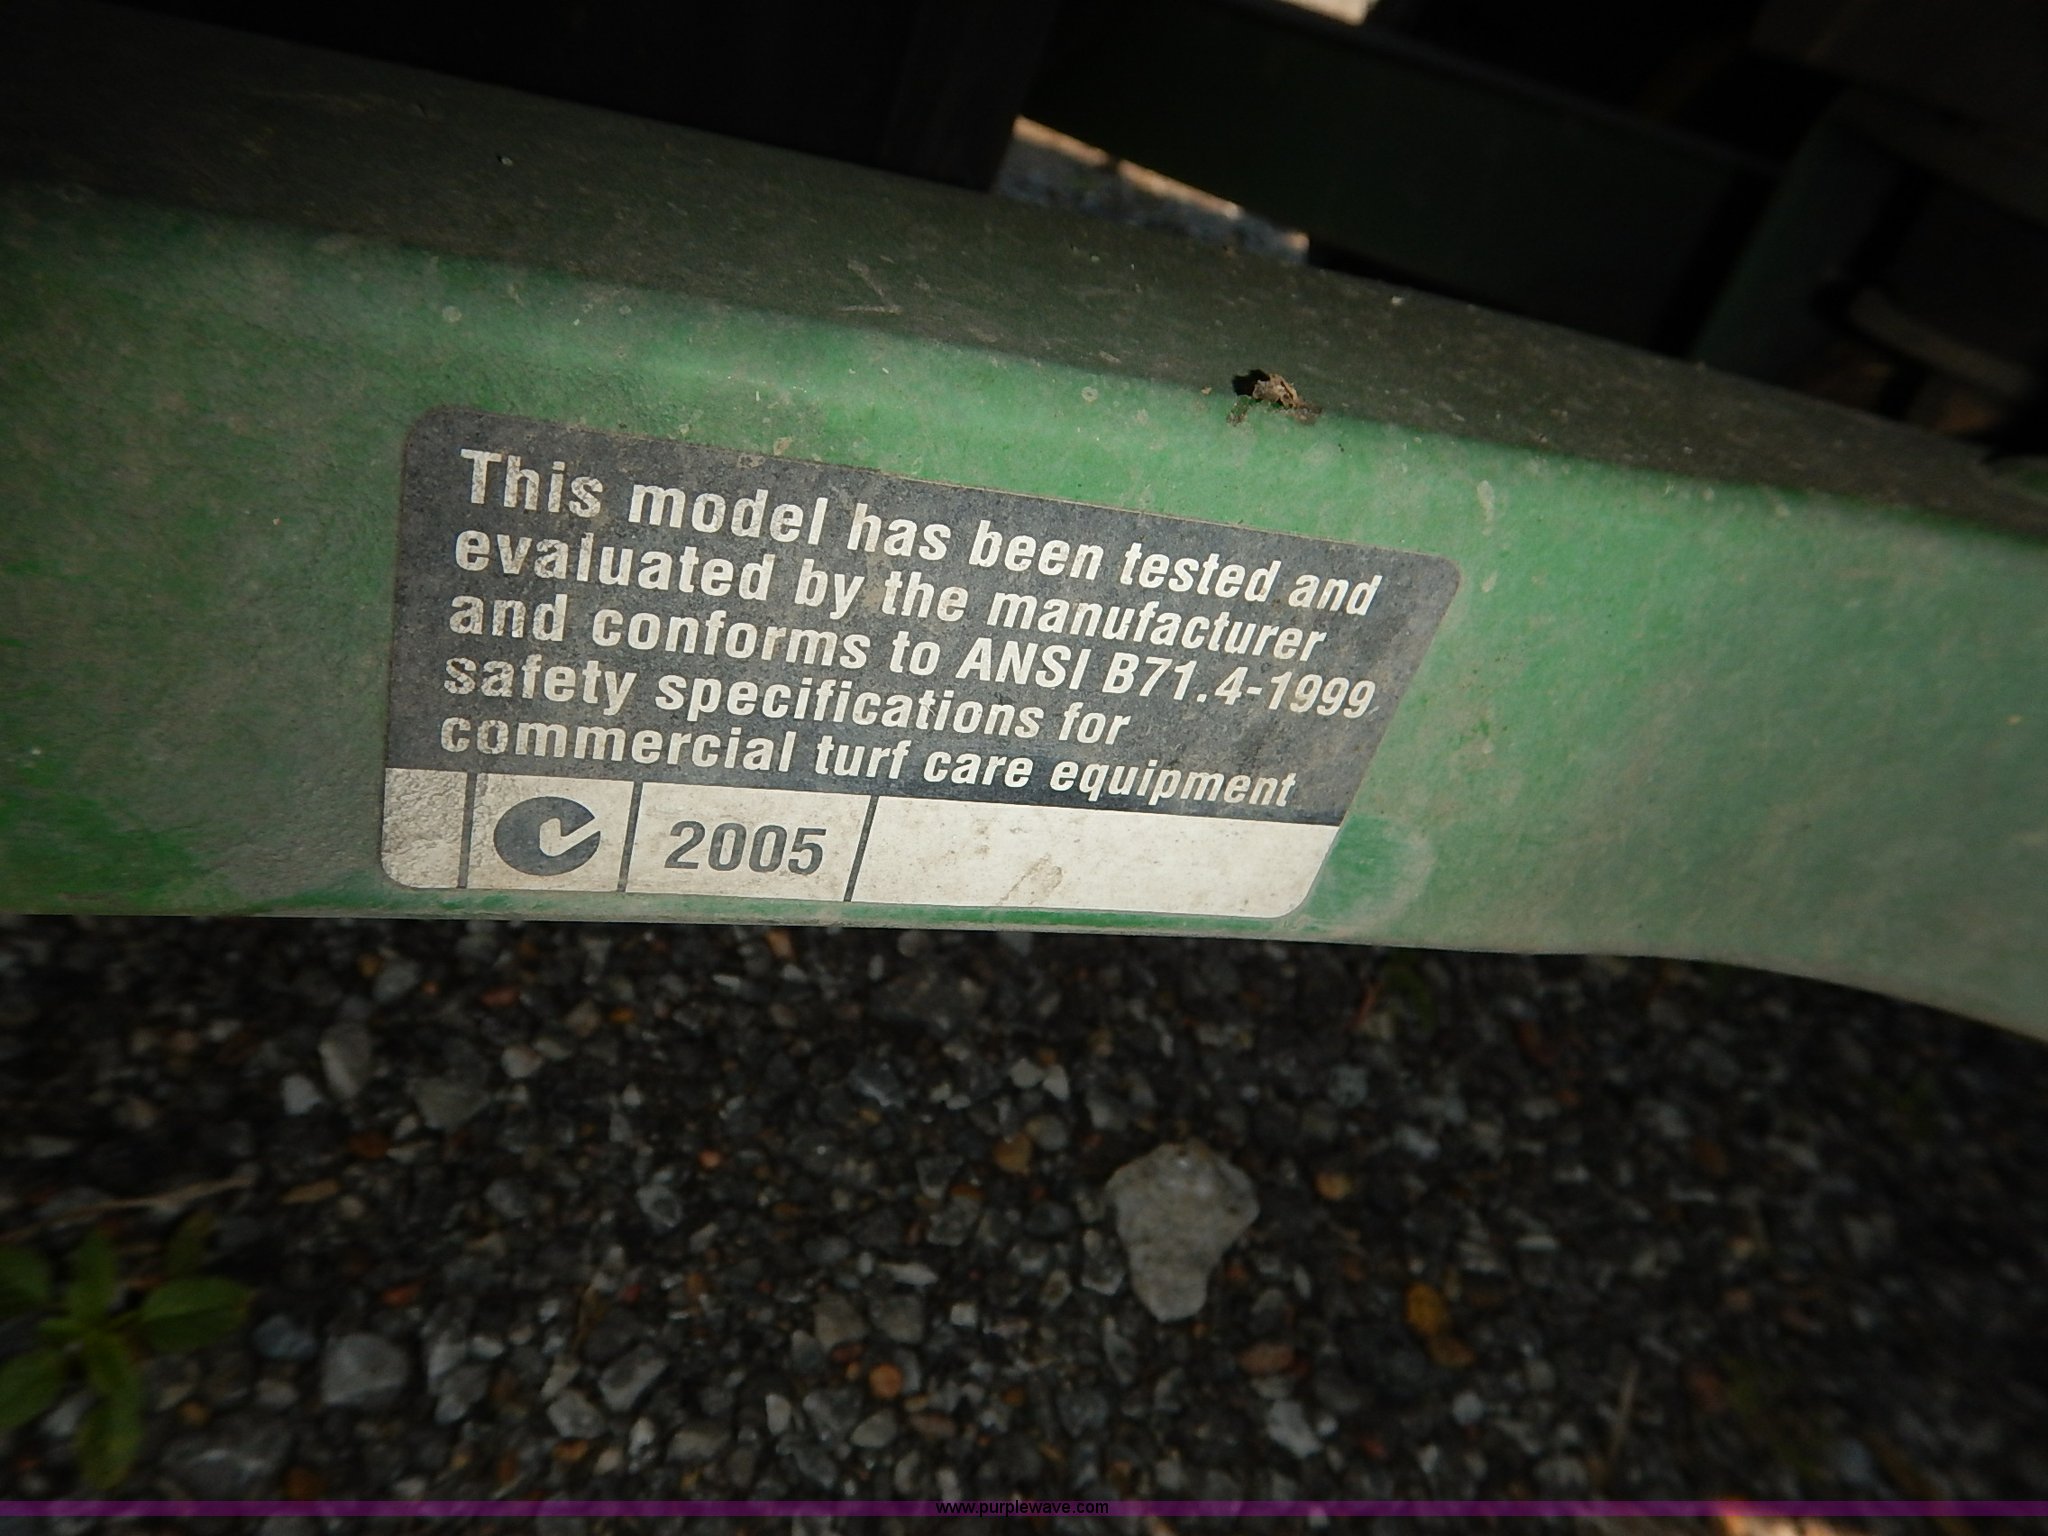 This model has been tested and
evaluated by the manufacturer
and conforms to ANSI B71.4-1999
safety specifications for
commercial turf care equipment
2005
www.purplewave.com